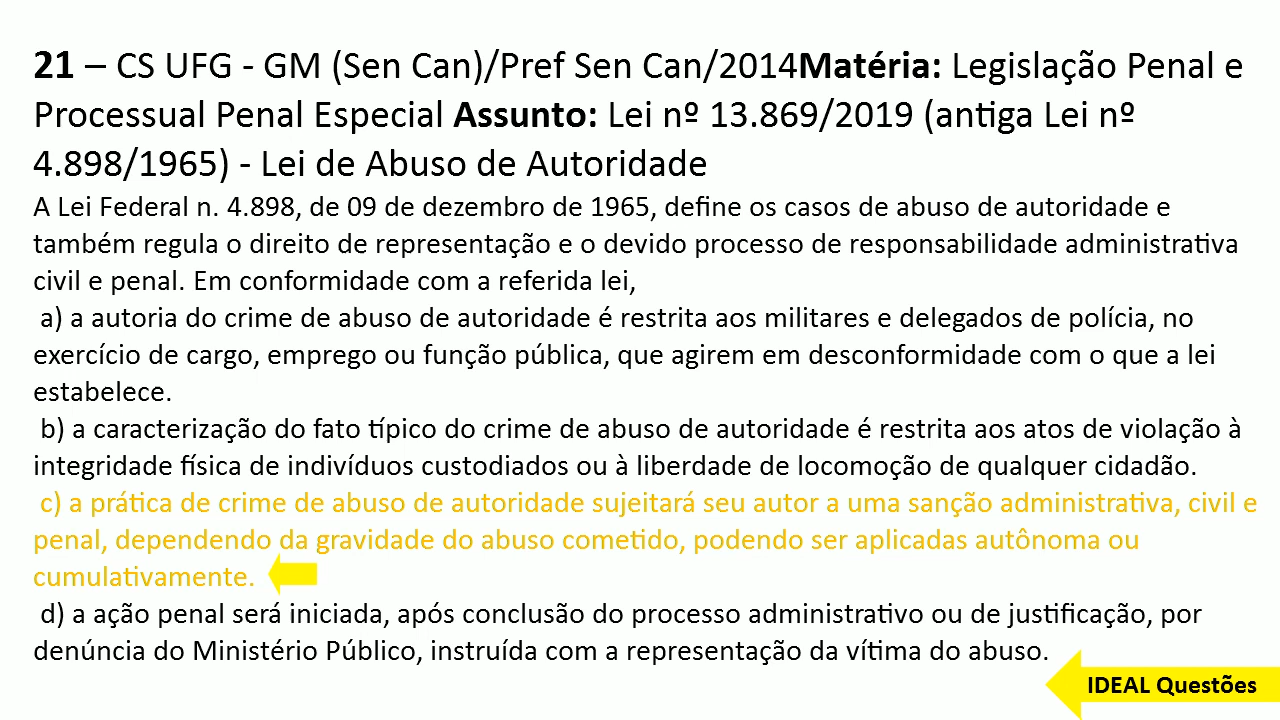 21 – CS UFG - GM (Sen Can)/Pref Sen Can/2014Matéria: Legislação Penal e
Processual Penal Especial Assunto: Lei nº 13.869/2019 (antiga Lei nº
4.898/1965) - Lei de Abuso de Autoridade
A Lei Federal n. 4.898, de 09 de dezembro de 1965, define os casos de abuso de autoridade e
também regula o direito de representação e o devido processo de responsabilidade administrativa
civil e penal. Em conformidade com a referida lei,
a) a autoria do crime de abuso de autoridade é restrita aos militares e delegados de polícia, no
exercício de cargo, emprego ou função pública, que agirem em desconformidade com o que a lei
estabelece.
b) a caracterização do fato típico do crime de abuso de autoridade é restrita aos atos de violação à
integridade física de indivíduos custodiados ou à liberdade de locomoção de qualquer cidadão.
c) a prática de crime de abuso de autoridade sujeitará seu autor a uma sanção administrativa, civil e
penal, dependendo da gravidade do abuso cometido, podendo ser aplicadas autônoma ou
cumulativamente.
d) a ação penal será iniciada, após conclusão do processo administrativo ou de justificação, por
denúncia do Ministério Público, instruída com a representação da vítima do abuso.
IDEAL Questões